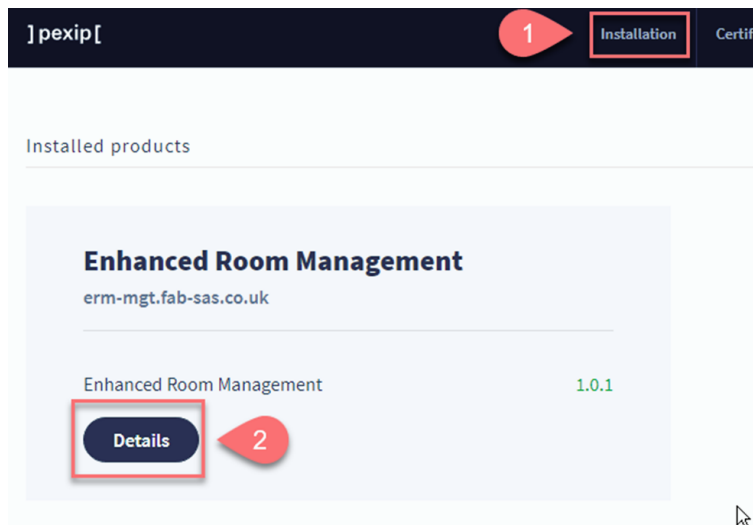 ]pexip[
1
Installation
Certif
Installed products
Enhanced Room Management
erm-mgt.fab-sas.co.uk
Enhanced Room Management
1.0.1
Details
2